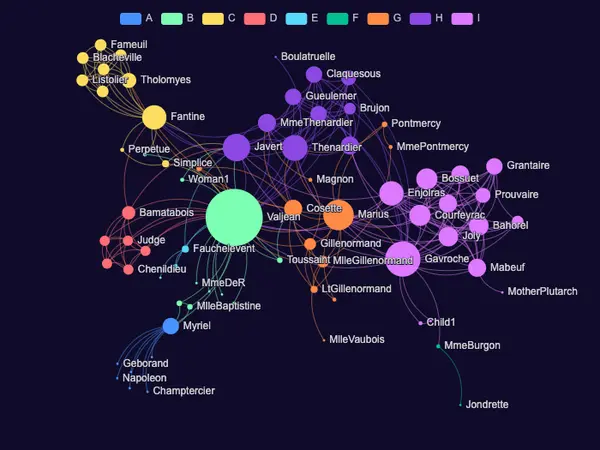 A B C D E F G H I
Fameuil
Boulatruelle
Blacheville
Claquesous
Listolier
Tholomyes
Gueulemer
Brujon
Fantine
MmeThenardier
Pontmercy
Perpetue
Javert
Thenardier
MmePontmercy
Simplice
Grantaire
Woman1
Magnon
Bossuet
Enjolras
Prouvaire
Bamatabois
Valjean
Cosette
Marius
Courfeyrac
Bahorel
Judge
Fauchelevent
Gillenormand
Joly
Chenildieu
Toussaint
MlleGillenormand
Gavroche
Mabeuf
MmeDeR
LtGillenormand
MotherPlutarch
MlleBaptistine
Myriel
Child1
MlleVaubois
MmeBurgon
Geborand
Napoleon
Champtercier
Jondrette